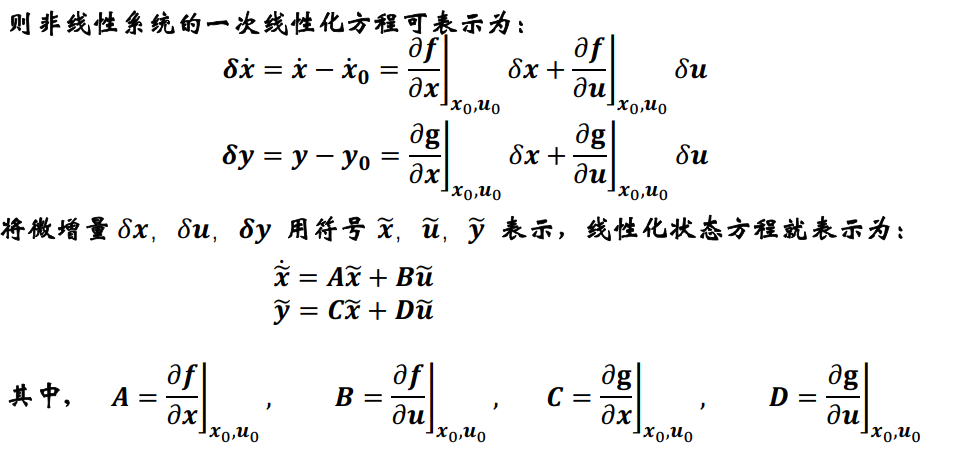 则非线性系统的一次线性化方程可表示为：
δẋ = ẋ − ẋ₀ = ∂f/∂x|ₓ₀,ᵤ₀ δx + ∂f/∂u|ₓ₀,ᵤ₀ δu
δy = y − y₀ = ∂g/∂x|ₓ₀,ᵤ₀ δx + ∂g/∂u|ₓ₀,ᵤ₀ δu
将微增量 δx, δu, δy 用符号 x̃, ũ, ỹ 表示，线性化状态方程就表示为：
x̃̇ = Ax̃ + Bũ
ỹ = Cx̃ + Dũ
其中， A = ∂f/∂x|ₓ₀,ᵤ₀ , B = ∂f/∂u|ₓ₀,ᵤ₀ , C = ∂g/∂x|ₓ₀,ᵤ₀ , D = ∂g/∂u|ₓ₀,ᵤ₀